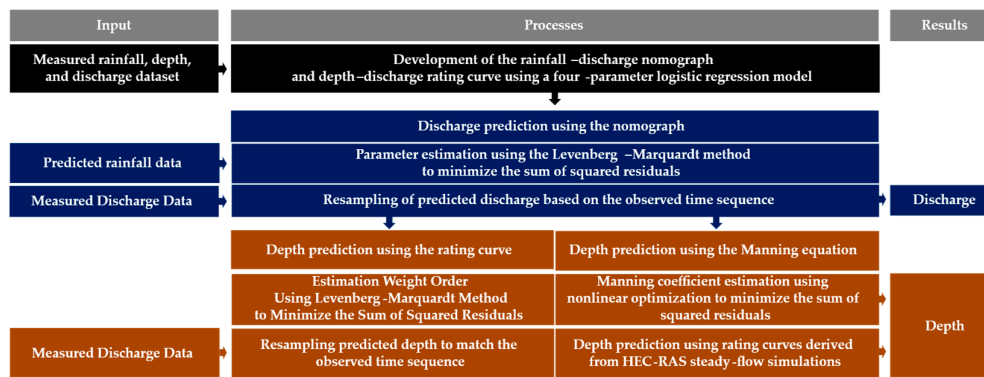 Input
Processes
Results
Measured rainfall, depth,
and discharge dataset
Development of the rainfall –discharge nomograph
and depth–discharge rating curve using a four -parameter logistic regression model
Discharge prediction using the nomograph
Predicted rainfall data
Parameter estimation using the Levenberg –Marquardt method
to minimize the sum of squared residuals
Measured Discharge Data
Resampling of predicted discharge based on the observed time sequence
Discharge
Depth prediction using the rating curve
Depth prediction using the Manning equation
Estimation Weight Order
Using Levenberg -Marquardt Method
to Minimize the Sum of Squared Residuals
Manning coefficient estimation using
nonlinear optimization to minimize the sum of
squared residuals
Depth
Measured Discharge Data
Resampling predicted depth to match the
observed time sequence
Depth prediction using rating curves derived
from HEC-RAS steady-flow simulations